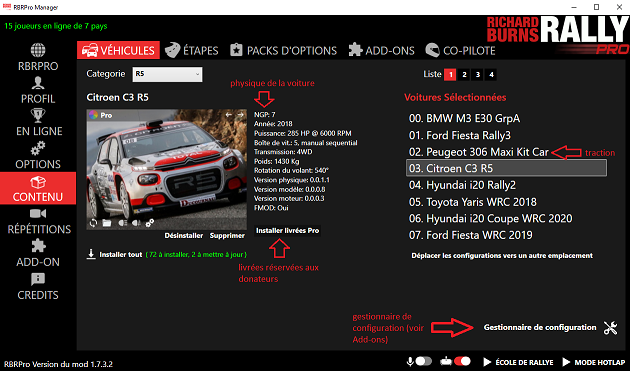 RBRPro Manager
15 joueurs en ligne de 7 pays
RICHARD
BURNS
RALLY
PRO
RBRPRO
PROFIL
EN LIGNE
OPTIONS
CONTENU
RÉPÉTITIONS
ADD-ON
CREDITS
VÉHICULES
ÉTAPES
PACKS D'OPTIONS
ADD-ONS
CO-PILOTE
Categorie R5
Citroen C3 R5
Pro
R5
Désinstaller Supprimer
Installer tout ( 72 à installer, 2 à mettre à jour )
physique de la voiture
NGP: 7
Année: 2018
Puissance: 285 HP @ 6000 RPM
Boîte de vit.: 5, manual sequential
Transmission: 4WD
Poids: 1430 Kg
Rotation du volant: 540°
Version physique: 0.0.1.1
Version modèle: 0.0.0.8
Version moteur: 0.0.0.3
FMOD: Oui
Installer livrées Pro
livrées réservées aux
donateurs
Liste 1 2 3 4
Voitures Sélectionnées
00. BMW M3 E30 GrpA
01. Ford Fiesta Rally3
02. Peugeot 306 Maxi Kit Car
traction
03. Citroen C3 R5
04. Hyundai i20 Rally2
05. Toyota Yaris WRC 2018
06. Hyundai i20 Coupe WRC 2020
07. Ford Fiesta WRC 2019
Déplacer les configurations vers un autre emplacement
gestionnaire de
configuration (voir
Add-ons)
Gestionnaire de configuration
RBRPro Version du mod 1.7.3.2
ÉCOLE DE RALLYE
MODE HOTLAP